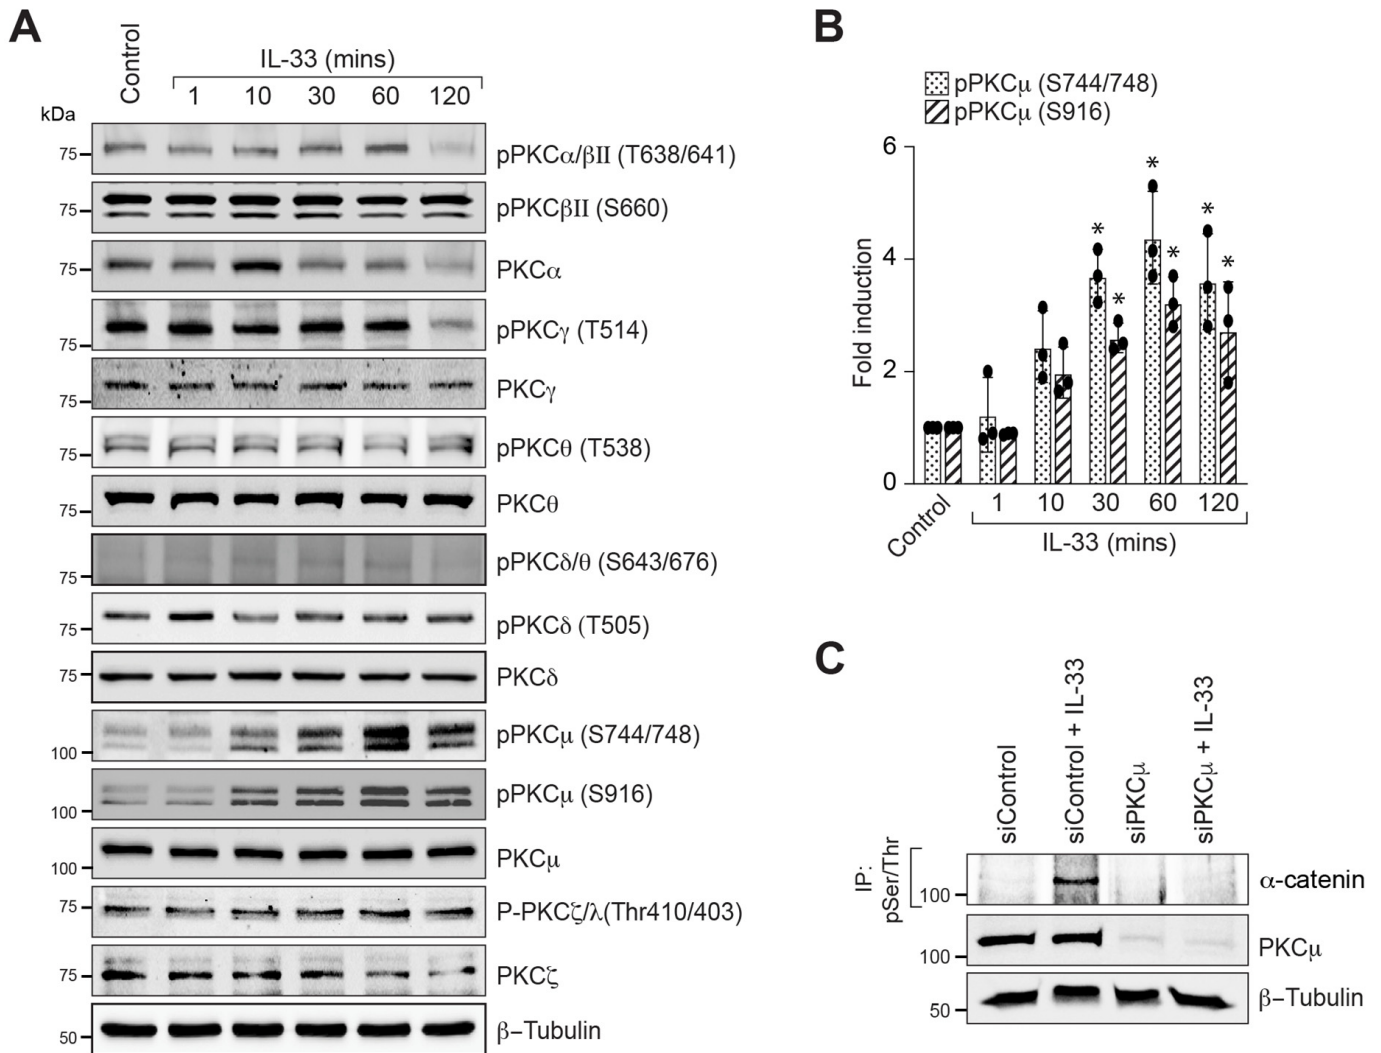 A
Control
IL-33 (mins)
1 10 30 60 120
kDa
75 pPKCα/βII (T638/641)
75 pPKCβII (S660)
75 PKCα
75 pPKCγ (T514)
75 PKCγ
75 pPKCθ (T538)
75 PKCθ
75 pPKCδ/θ (S643/676)
75 pPKCδ (T505)
75 PKCδ
100 pPKCμ (S744/748)
100 pPKCμ (S916)
100 PKCμ
75 P-PKCζ/λ(Thr410/403)
75 PKCζ
50 β–Tubulin
B
pPKCμ (S744/748)
pPKCμ (S916)
Fold induction
6
4
2
0
* * * * * *
Control 1 10 30 60 120
IL-33 (mins)
C
siControl
siControl + IL-33
siPKCμ
siPKCμ + IL-33
IP:
pSer/Thr
100 α-catenin
100 PKCμ
50 β–Tubulin